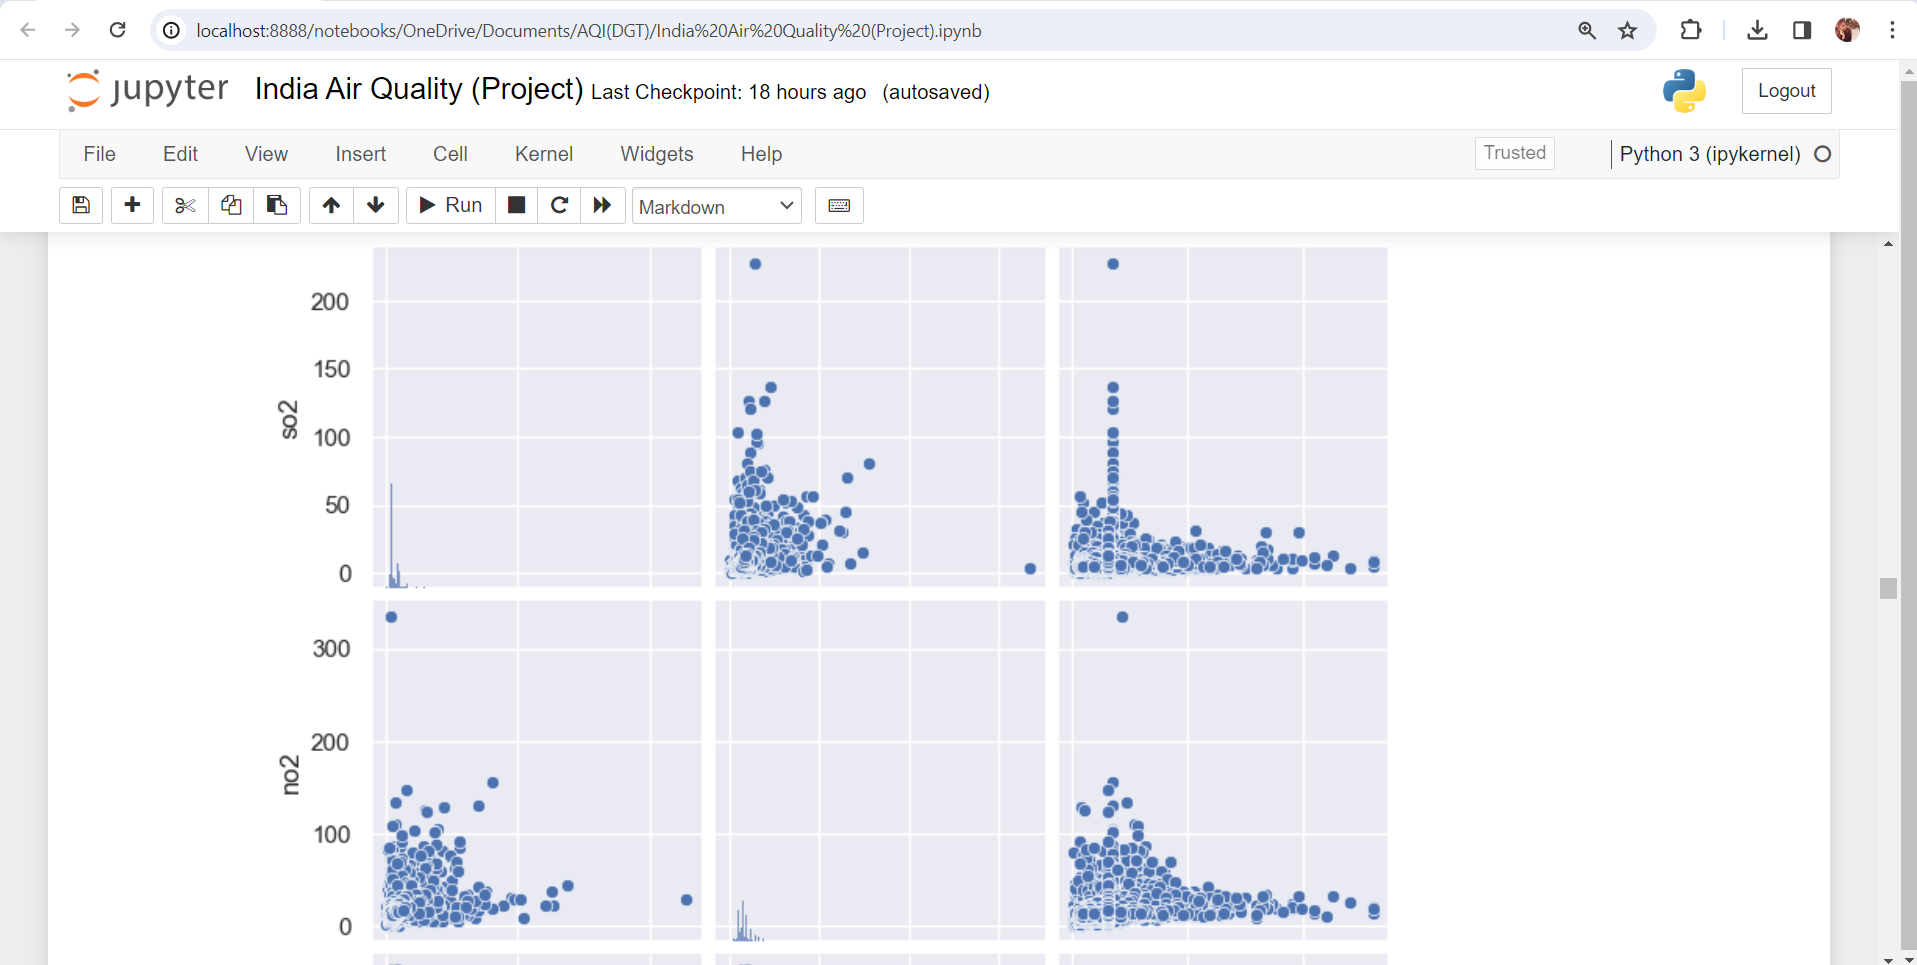 localhost:8888/notebooks/OneDrive/Documents/AQI(DGT)/India%20Air%20Quality%20(Project).ipynb
jupyter India Air Quality (Project) Last Checkpoint: 18 hours ago (autosaved)
Logout
File Edit View Insert Cell Kernel Widgets Help
Trusted
Python 3 (ipykernel)
Run
Markdown
200
150
so2
100
50
0
300
200
no2
100
0